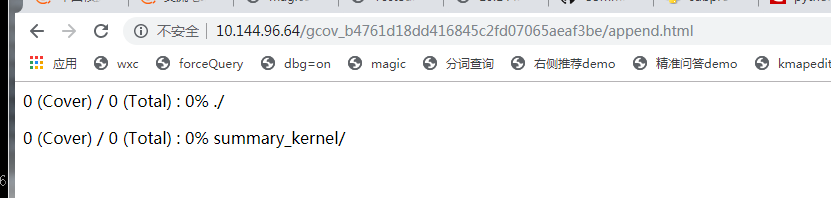 不安全 | 10.144.96.64/gcov_b4761d18dd416845c2fd07065aeaf3be/append.html
应用 wxc forceQuery dbg=on magic 分词查询 右侧推荐demo 精准问答demo kmapedit
0 (Cover) / 0 (Total) : 0% ./
0 (Cover) / 0 (Total) : 0% summary_kernel/
6